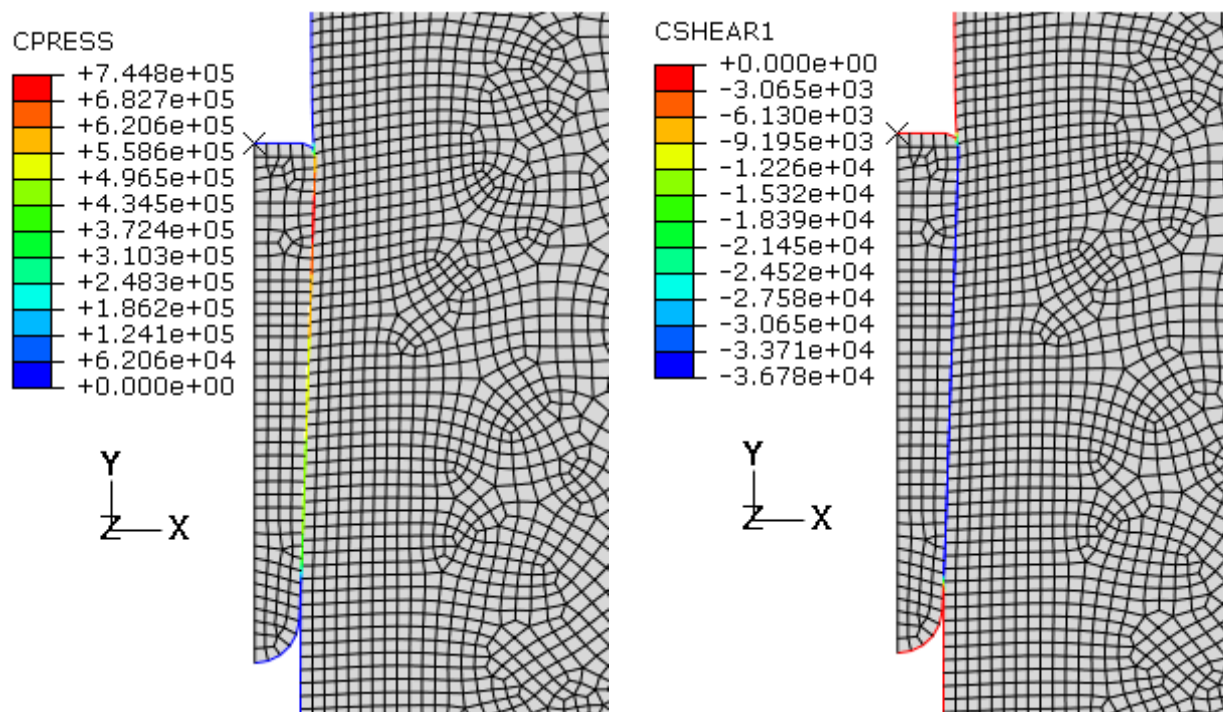 CPRESS
+7.448e+05
+6.827e+05
+6.206e+05
+5.586e+05
+4.965e+05
+4.345e+05
+3.724e+05
+3.103e+05
+2.483e+05
+1.862e+05
+1.241e+05
+6.206e+04
+0.000e+00
Y
Z
X
CSHEAR1
+0.000e+00
-3.065e+03
-6.130e+03
-9.195e+03
-1.226e+04
-1.532e+04
-1.839e+04
-2.145e+04
-2.452e+04
-2.758e+04
-3.065e+04
-3.371e+04
-3.678e+04
Y
Z
X